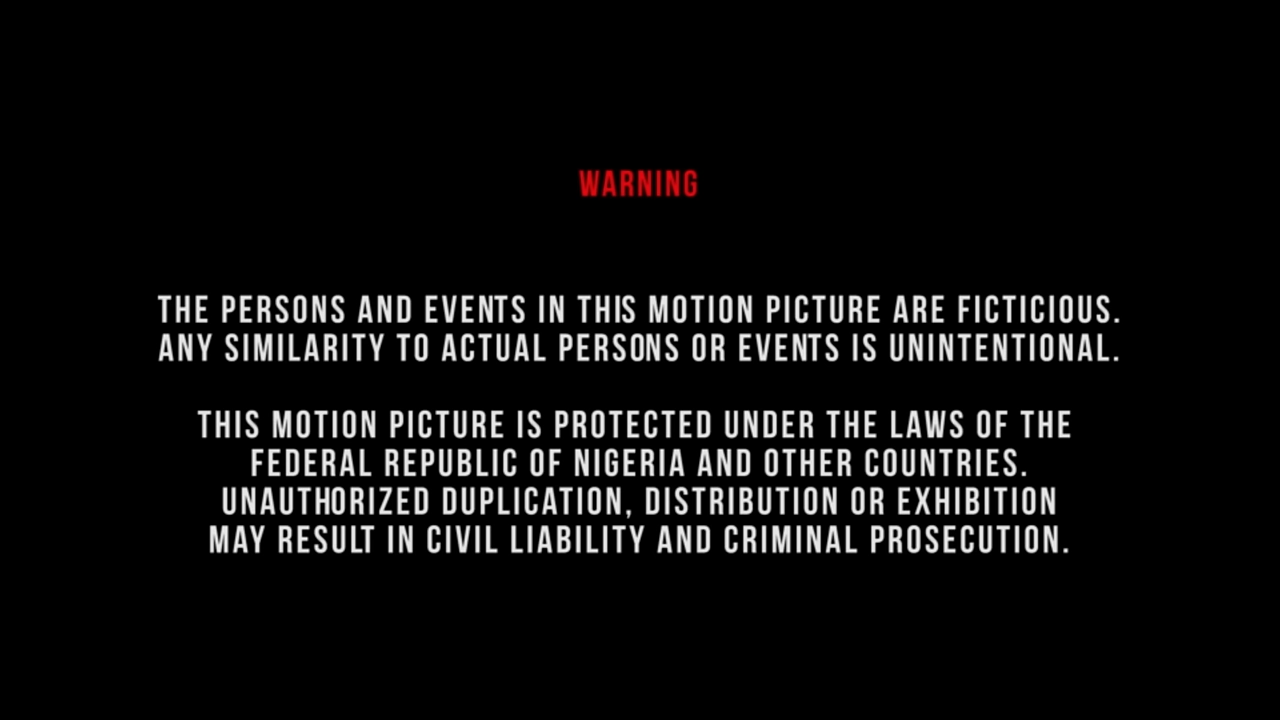 WARNING
THE PERSONS AND EVENTS IN THIS MOTION PICTURE ARE FICTICIOUS.
ANY SIMILARITY TO ACTUAL PERSONS OR EVENTS IS UNINTENTIONAL.
THIS MOTION PICTURE IS PROTECTED UNDER THE LAWS OF THE
FEDERAL REPUBLIC OF NIGERIA AND OTHER COUNTRIES.
UNAUTHORIZED DUPLICATION, DISTRIBUTION OR EXHIBITION
MAY RESULT IN CIVIL LIABILITY AND CRIMINAL PROSECUTION.